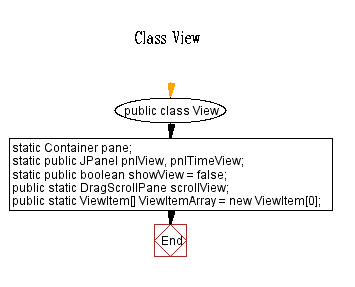 Class View
public class View
static Container pane;
static public JPanel pnlView, pnlTimeView;
static public boolean showView = false;
public static DragScrollPane scrollView;
public static ViewItem[] ViewItemArray = new ViewItem[0];
End